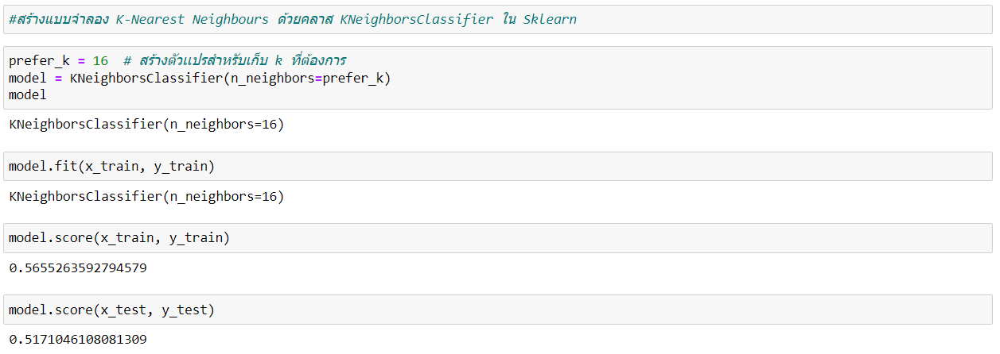 #สร้างแบบจำลอง K-Nearest Neighbours ด้วยคลาส KNeighborsClassifier ใน Sklearn
prefer_k = 16  # สร้างตัวแปรสำหรับเก็บ k ที่ต้องการ
model = KNeighborsClassifier(n_neighbors=prefer_k)
model
KNeighborsClassifier(n_neighbors=16)
model.fit(x_train, y_train)
KNeighborsClassifier(n_neighbors=16)
model.score(x_train, y_train)
0.5655263592794579
model.score(x_test, y_test)
0.5171046108081309